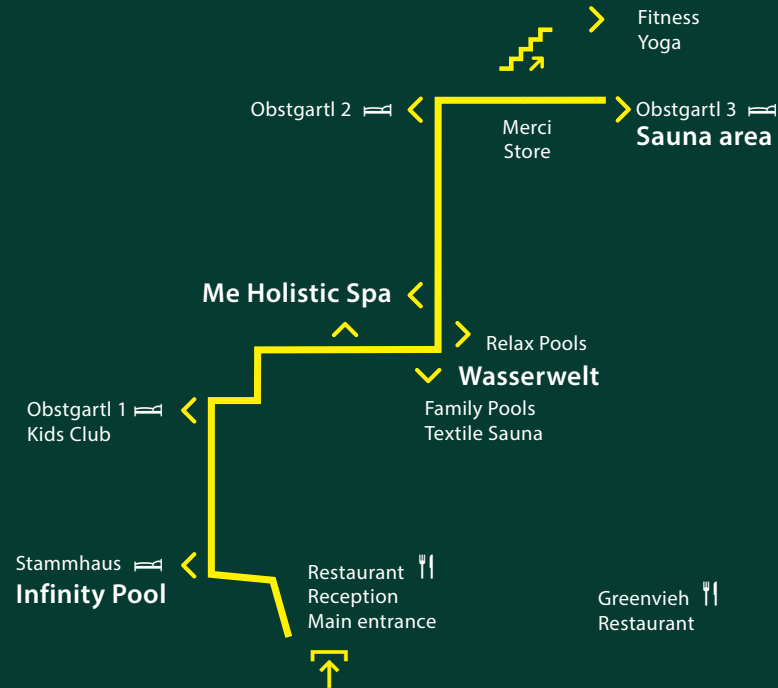 Fitness
Yoga
Obstgartl 2
Merci
Store
Obstgartl 3
Sauna area
Me Holistic Spa
Relax Pools
Wasserwelt
Family Pools
Textile Sauna
Obstgartl 1
Kids Club
Stammhaus
Infinity Pool
Restaurant
Reception
Main entrance
Greenvieh
Restaurant